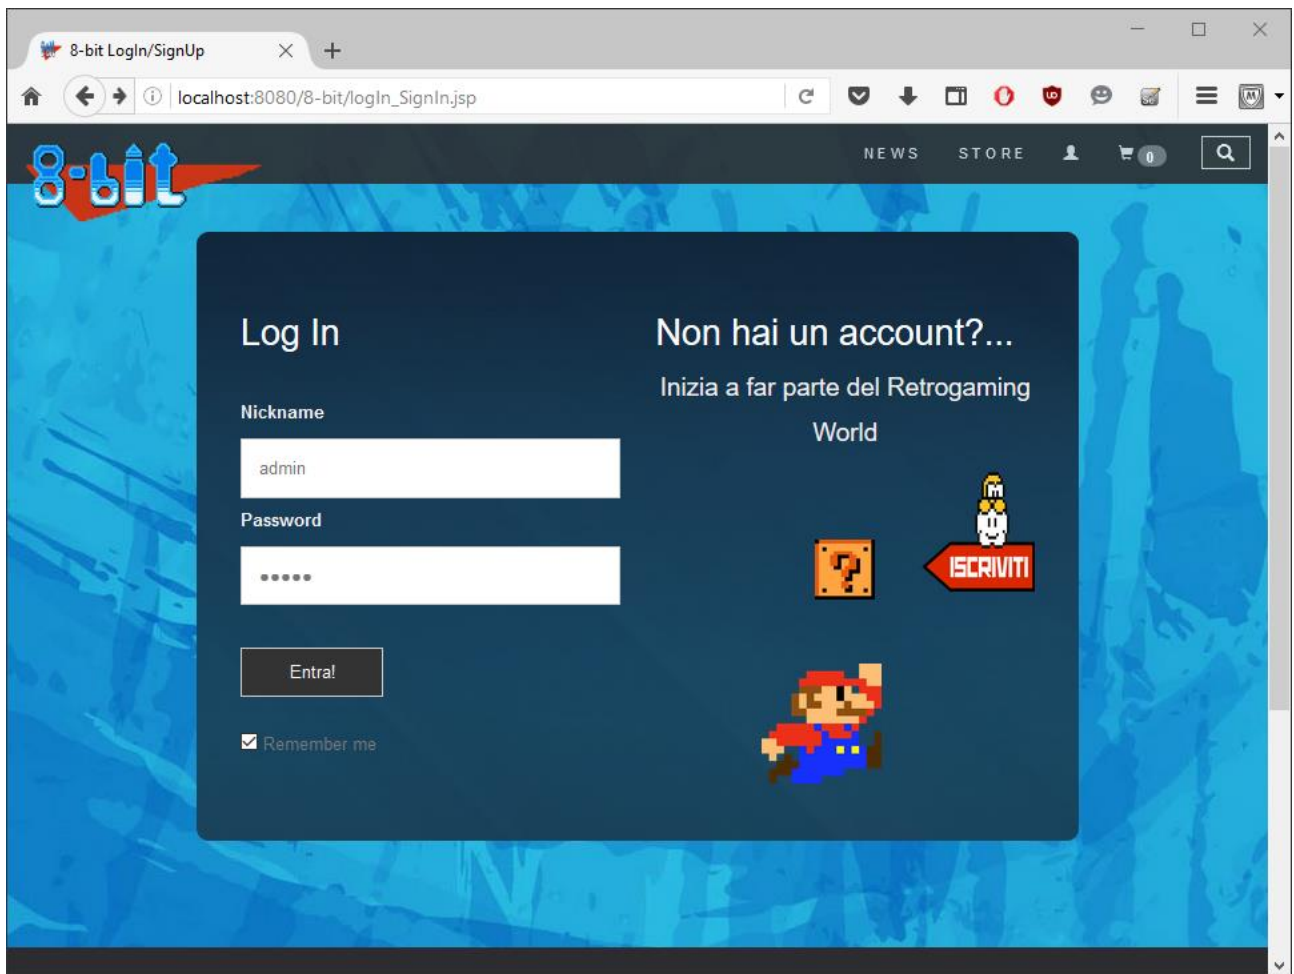 8-bit LogIn/SignUp
localhost:8080/8-bit/logIn_SignIn.jsp
8-bit
NEWS STORE 0
Log In
Nickname
admin
Password
•••••
Entra!
Remember me
Non hai un account?...
Inizia a far parte del Retrogaming
World
?
ISCRIVITI